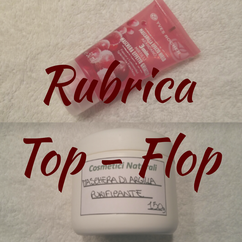 Rubrica
Top - Flop
Cosmetici Naturali
MASCHERA DI ARGILLA
PURIFICANTE
150g